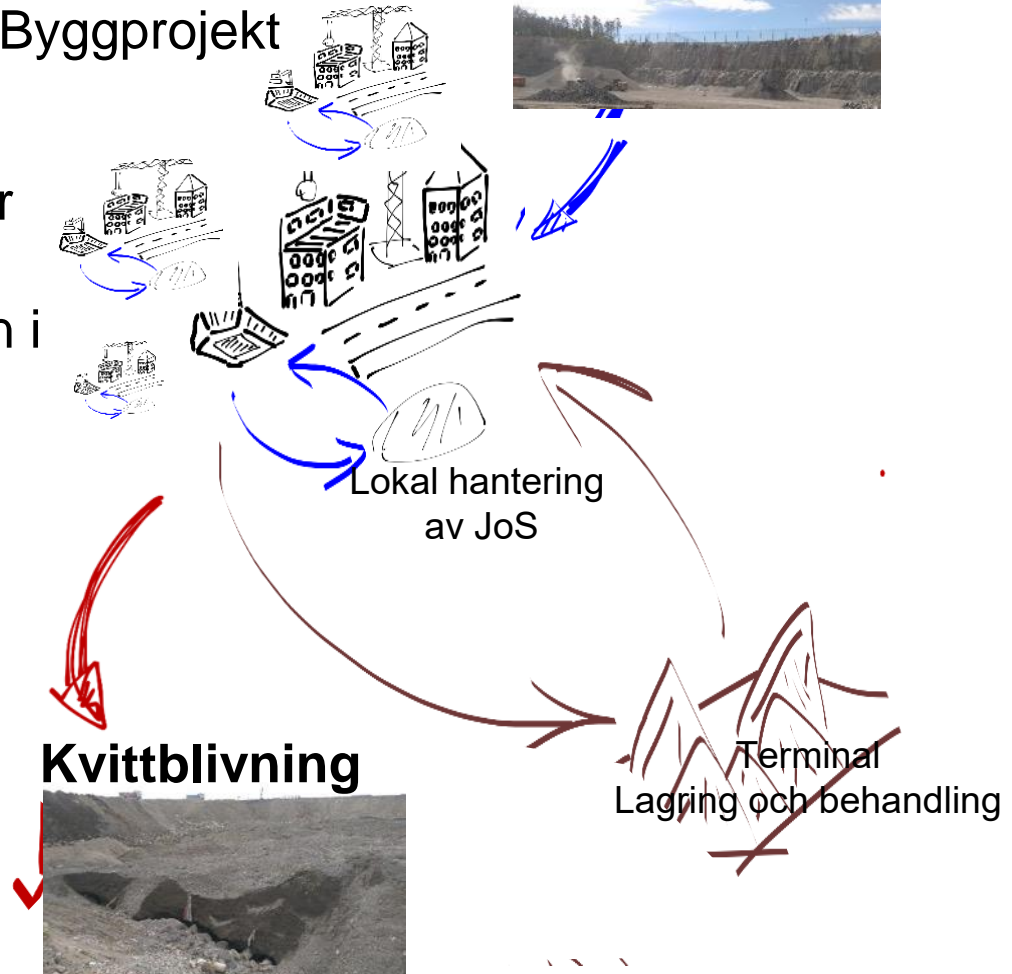 Byggprojekt
r
n i
Lokal hantering
av JoS
Kvittblivning
Terminal
Lagring och behandling